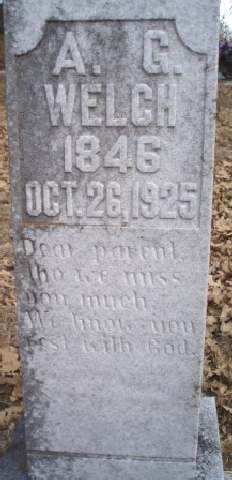 A. G.
WELCH
1846
OCT. 26, 1925
Dear parent,
Tho we miss
you much,
We know you
rest with God.